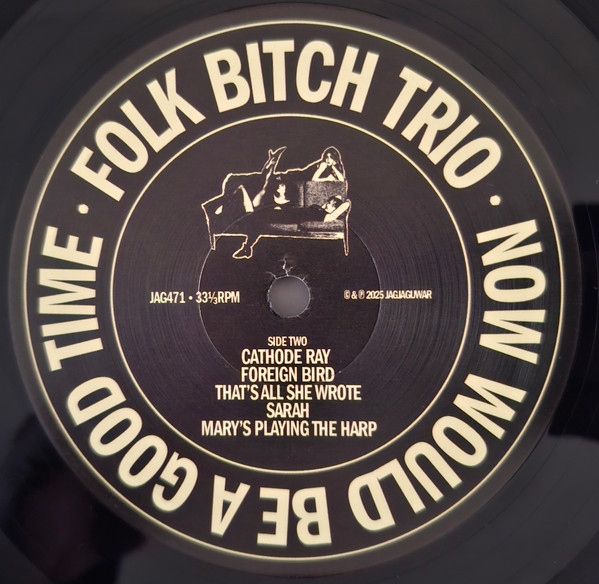 FOLK BITCH TRIO • NOW WOULD BE A GOOD TIME •
JAG471 • 33⅓RPM
© & ℗ 2025 JAGJAGUWAR
SIDE TWO
CATHODE RAY
FOREIGN BIRD
THAT'S ALL SHE WROTE
SARAH
MARY'S PLAYING THE HARP